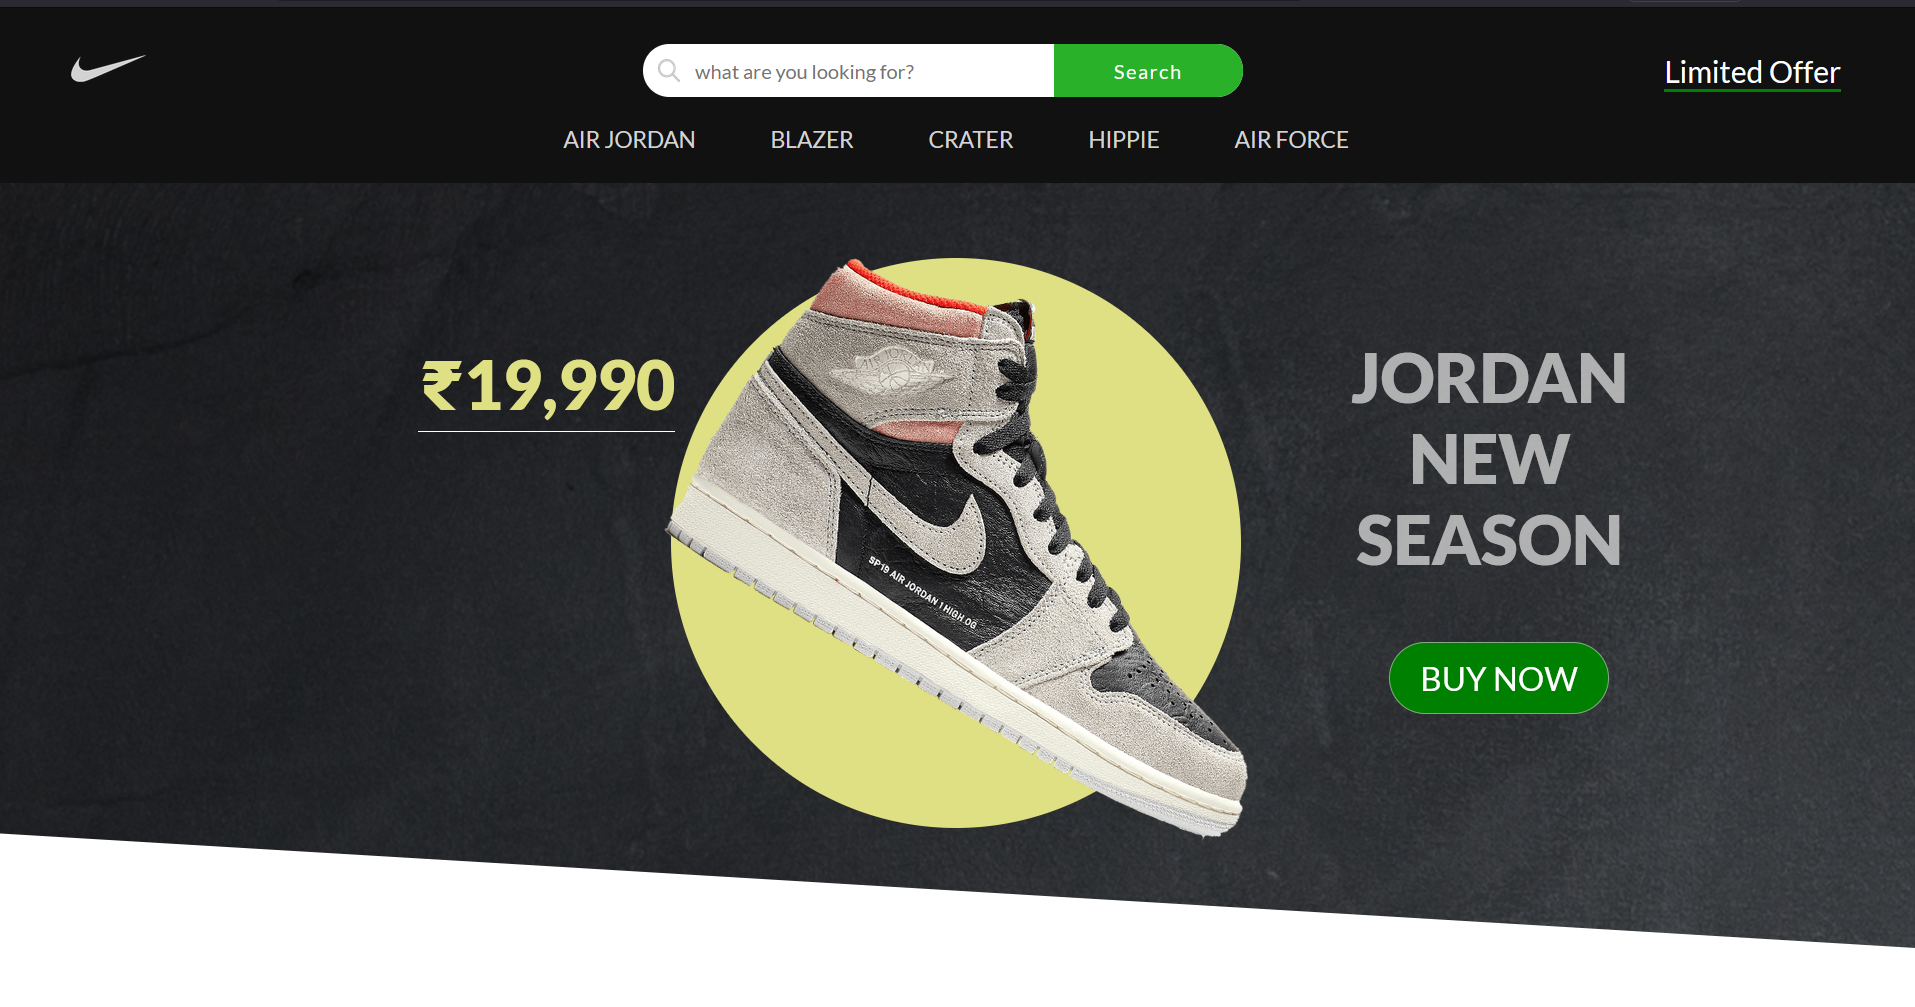 what are you looking for?
Search
Limited Offer
AIR JORDAN
BLAZER
CRATER
HIPPIE
AIR FORCE
₹19,990
SP19 AIR JORDAN 1 HIGH DG
JORDAN
NEW
SEASON
BUY NOW